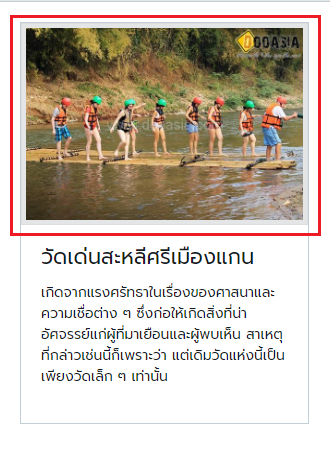 DOASIA
วัดเด่นสะหลีศรีเมืองแกน
เกิดจากแรงศรัทธาในเรื่องของศาสนาและ
ความเชื่อต่าง ๆ ซึ่งก่อให้เกิดสิ่งที่น่า
อัศจรรย์แก่ผู้ที่มาเยือนและผู้พบเห็น สาเหตุ
ที่กล่าวเช่นนี้ก็เพราะว่า แต่เดิมวัดแห่งนี้เป็น
เพียงวัดเล็ก ๆ เท่านั้น